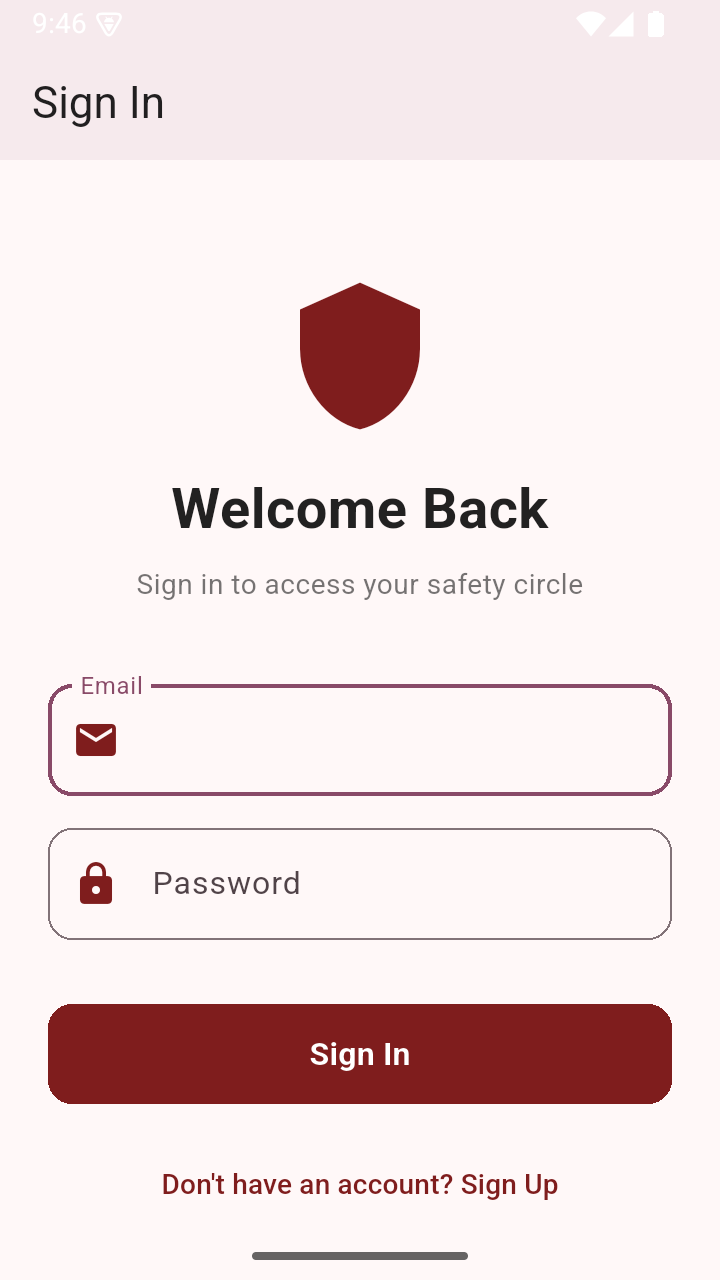 9:46
Sign In
Welcome Back
Sign in to access your safety circle
Email
Password
Sign In
Don't have an account? Sign Up